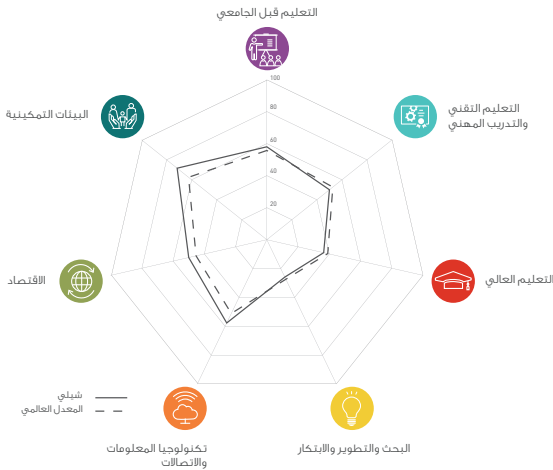 التعليم قبل الجامعي
100
80
60
40
20
التعليم التقني
والتدريب المهني
التعليم العالي
البحث والتطوير والابتكار
تكنولوجيا المعلومات
والاتصالات
الاقتصاد
البيئات التمكينية
شيلي
المعدل العالمي